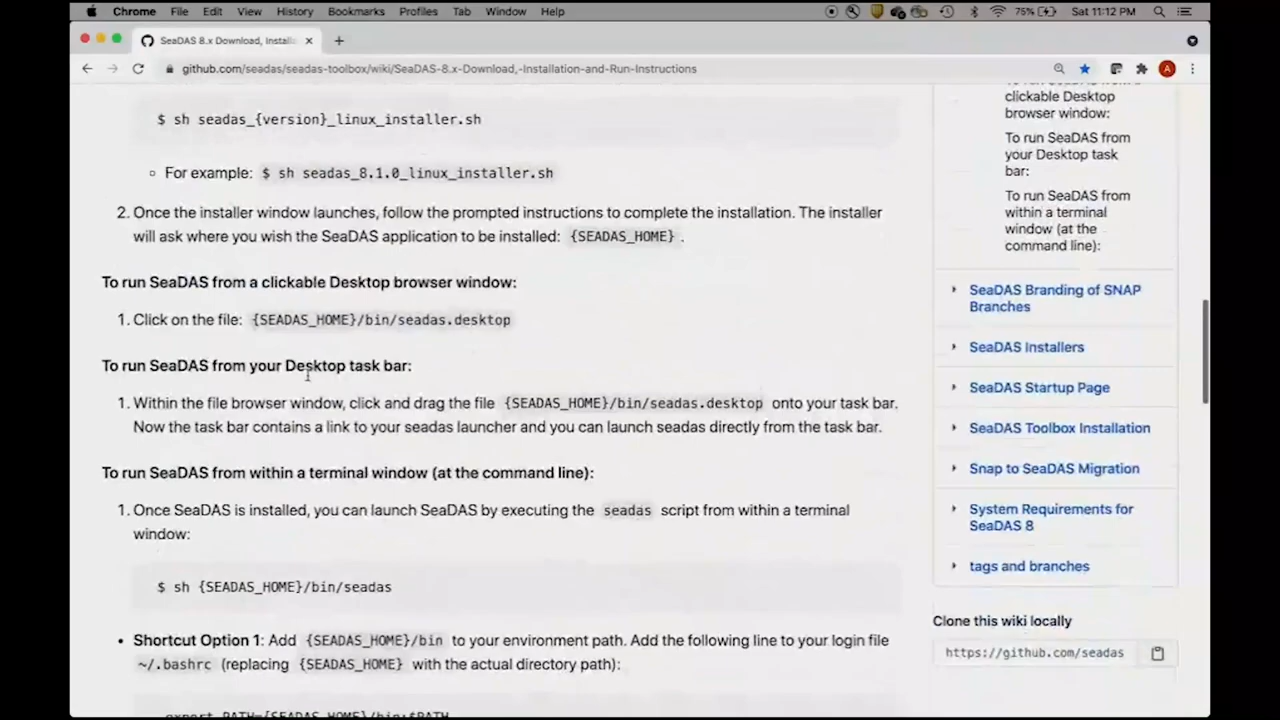 Chrome File Edit View History Bookmarks Profiles Tab Window Help 75% Sat 11:12 PM
SeaDAS 8.x Download, Installa
github.com/seadas/seadas-toolbox/wiki/SeaDAS-8.x-Download,-Installation-and-Run-Instructions A
$ sh seadas_{version}_linux_installer.sh
For example: $ sh seadas_8.1.0_linux_installer.sh
2. Once the installer window launches, follow the prompted instructions to complete the installation. The installer
will ask where you wish the SeaDAS application to be installed: {SEADAS_HOME} .
To run SeaDAS from a clickable Desktop browser window:
1. Click on the file: {SEADAS_HOME}/bin/seadas.desktop
To run SeaDAS from your Desktop task bar:
1. Within the file browser window, click and drag the file {SEADAS_HOME}/bin/seadas.desktop onto your task bar.
Now the task bar contains a link to your seadas launcher and you can launch seadas directly from the task bar.
To run SeaDAS from within a terminal window (at the command line):
1. Once SeaDAS is installed, you can launch SeaDAS by executing the seadas script from within a terminal
window:
$ sh {SEADAS_HOME}/bin/seadas
• Shortcut Option 1: Add {SEADAS_HOME}/bin to your environment path. Add the following line to your login file
~/.bashrc (replacing {SEADAS_HOME} with the actual directory path):
export PATH={SEADAS_HOME}/bin:$PATH
clickable Desktop
browser window:
To run SeaDAS from
your Desktop task
bar:
To run SeaDAS from
within a terminal
window (at the
command line):
SeaDAS Branding of SNAP
Branches
SeaDAS Installers
SeaDAS Startup Page
SeaDAS Toolbox Installation
Snap to SeaDAS Migration
System Requirements for
SeaDAS 8
tags and branches
Clone this wiki locally
https://github.com/seadas